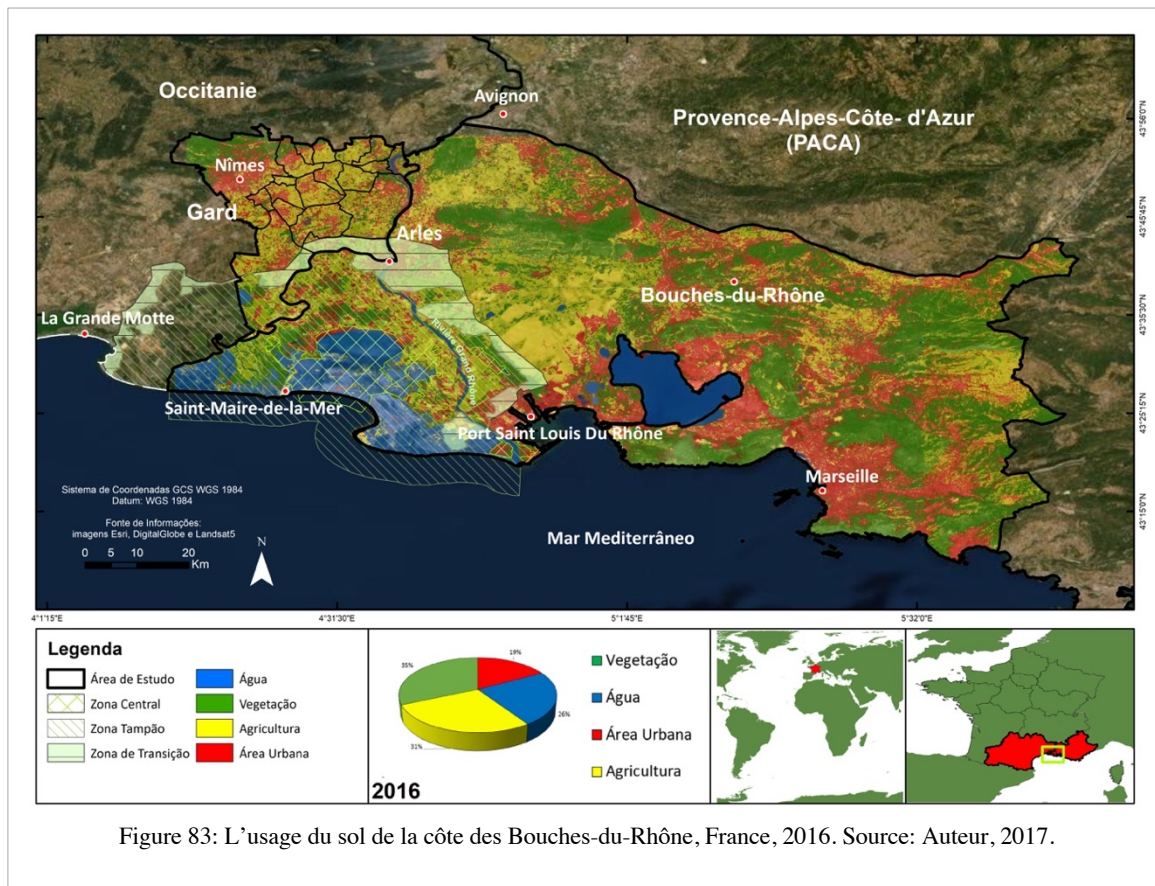 Occitanie
Avignon
Provence-Alpes-Côte- d'Azur
(PACA)
43°56'0"N
Nîmes
Gard
43°45'45"N
Arles
Bouches-du-Rhône
La Grande Motte
43°35'30"N
Rivière Grand Rhône
Saint-Maire-de-la-Mer
43°25'15"N
Port Saint Louis Du Rhône
Marseille
Sistema de Coordenadas GCS WGS 1984
Datum: WGS 1984
43°15'0"N
Fonte de Informações:
imagens Esri, DigitalGlobe e Landsat5
Mar Mediterrâneo
N
0 5 10 20
Km
4°1'15"E
4°31'30"E
5°1'45"E
5°32'0"E
Legenda
Área de Estudo
Água
Zona Central
Vegetação
Zona Tampão
Agricultura
Zona de Transição
Área Urbana
35%
19%
26%
31%
2016
Vegetação
Água
Área Urbana
Agricultura
Figure 83: L'usage du sol de la côte des Bouches-du-Rhône, France, 2016. Source: Auteur, 2017.